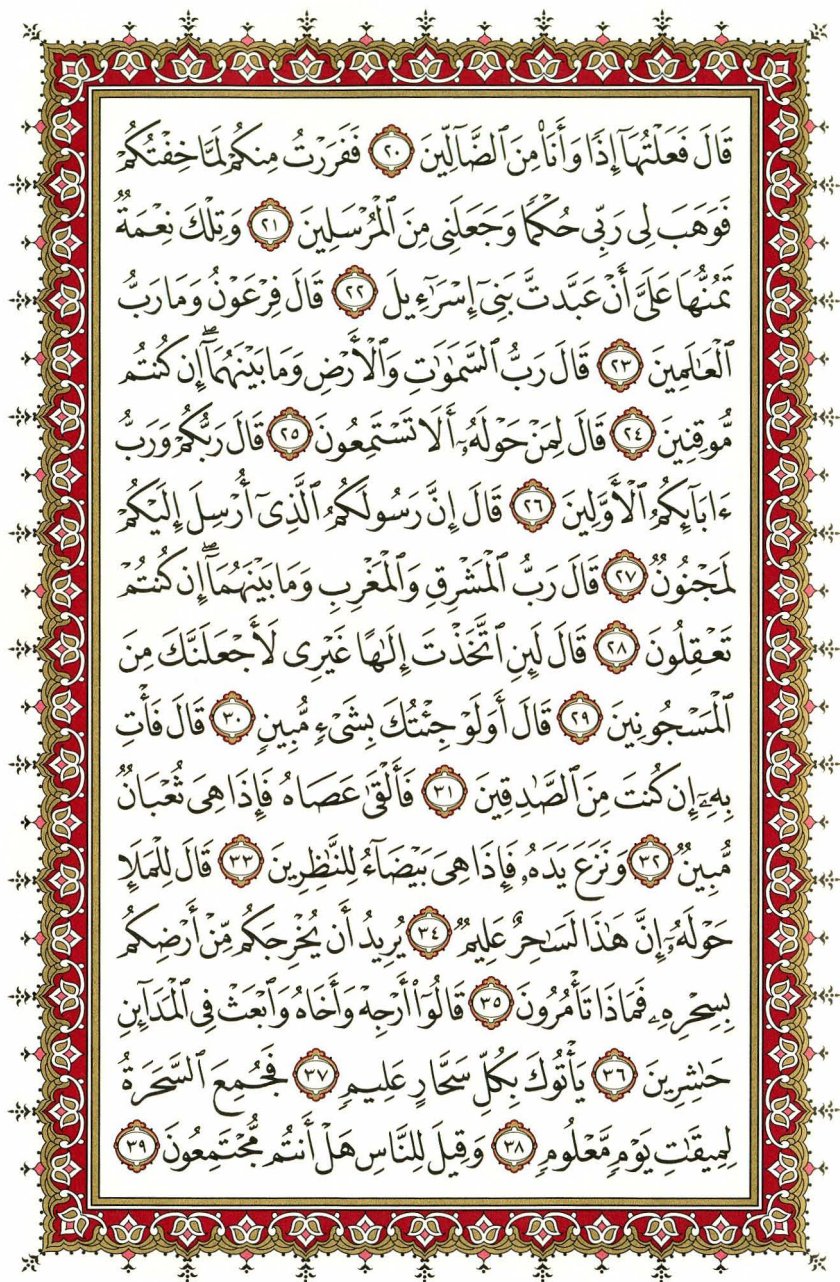 قَالَ فَعَلْتُهَآ إِذًا وَأَنَا۠ مِنَ ٱلضَّآلِّينَ ٢٠ فَفَرَرْتُ مِنكُمْ لَمَّا خِفْتُكُمْ
فَوَهَبَ لِى رَبِّى حُكْمًا وَجَعَلَنِى مِنَ ٱلْمُرْسَلِينَ ٢١ وَتِلْكَ نِعْمَةٌ
تَمُنُّهَا عَلَىَّ أَنْ عَبَّدتَّ بَنِىٓ إِسْرَٰٓءِيلَ ٢٢ قَالَ فِرْعَوْنُ وَمَا رَبُّ
ٱلْعَٰلَمِينَ ٢٣ قَالَ رَبُّ ٱلسَّمَٰوَٰتِ وَٱلْأَرْضِ وَمَا بَيْنَهُمَآ ۖ إِن كُنتُم
مُّوقِنِينَ ٢٤ قَالَ لِمَنْ حَوْلَهُۥٓ أَلَا تَسْتَمِعُونَ ٢٥ قَالَ رَبُّكُمْ وَرَبُّ
ءَابَآئِكُمُ ٱلْأَوَّلِينَ ٢٦ قَالَ إِنَّ رَسُولَكُمُ ٱلَّذِىٓ أُرْسِلَ إِلَيْكُمْ
لَمَجْنُونٌ ٢٧ قَالَ رَبُّ ٱلْمَشْرِقِ وَٱلْمَغْرِبِ وَمَا بَيْنَهُمَآ ۖ إِن كُنتُمْ
تَعْقِلُونَ ٢٨ قَالَ لَئِنِ ٱتَّخَذْتَ إِلَٰهًا غَيْرِى لَأَجْعَلَنَّكَ مِنَ
ٱلْمَسْجُونِينَ ٢٩ قَالَ أَوَلَوْ جِئْتُكَ بِشَىْءٍ مُّبِينٍ ٣٠ قَالَ فَأْتِ
بِهِۦٓ إِن كُنتَ مِنَ ٱلصَّٰدِقِينَ ٣١ فَأَلْقَىٰ عَصَاهُ فَإِذَا هِىَ ثُعْبَانٌ
مُّبِينٌ ٣٢ وَنَزَعَ يَدَهُۥ فَإِذَا هِىَ بَيْضَآءُ لِلنَّٰظِرِينَ ٣٣ قَالَ لِلْمَلَإِ
حَوْلَهُۥٓ إِنَّ هَٰذَا لَسَٰحِرٌ عَلِيمٌ ٣٤ يُرِيدُ أَن يُخْرِجَكُم مِّنْ أَرْضِكُم
بِسِحْرِهِۦ فَمَاذَا تَأْمُرُونَ ٣٥ قَالُوٓا۟ أَرْجِهْ وَأَخَاهُ وَٱبْعَثْ فِى ٱلْمَدَآئِنِ
حَٰشِرِينَ ٣٦ يَأْتُوكَ بِكُلِّ سَحَّارٍ عَلِيمٍ ٣٧ فَجُمِعَ ٱلسَّحَرَةُ
لِمِيقَٰتِ يَوْمٍ مَّعْلُومٍ ٣٨ وَقِيلَ لِلنَّاسِ هَلْ أَنتُم مُّجْتَمِعُونَ ٣٩